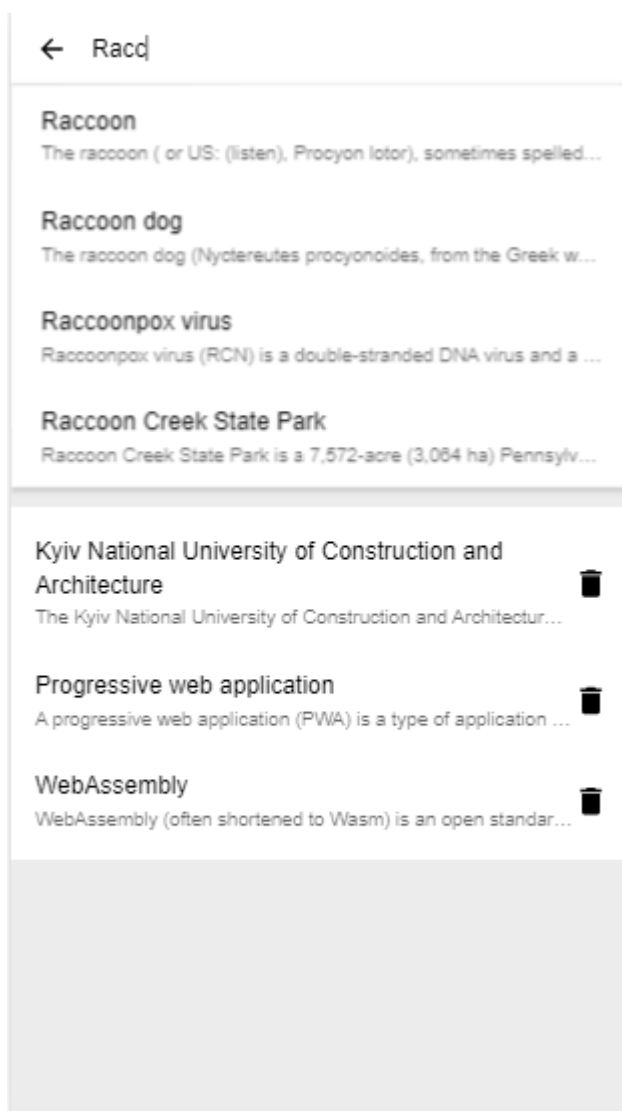 Racc
Raccoon
The raccoon ( or US: (listen), Procyon lotor), sometimes spelled...
Raccoon dog
The raccoon dog (Nyctereutes procyonoides, from the Greek w...
Raccoonpox virus
Raccoonpox virus (RCN) is a double-stranded DNA virus and a ...
Raccoon Creek State Park
Raccoon Creek State Park is a 7,572-acre (3,064 ha) Pennsylv...
Kyiv National University of Construction and
Architecture
The Kyiv National University of Construction and Architectur...
Progressive web application
A progressive web application (PWA) is a type of application ...
WebAssembly
WebAssembly (often shortened to Wasm) is an open standar...